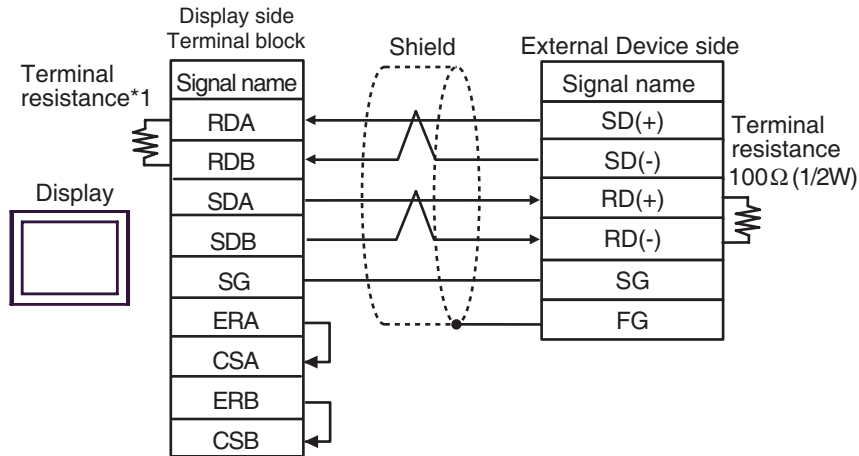 Display side
Terminal block
Shield
External Device side
Terminal
resistance*1
Signal name
RDA
RDB
SDA
SDB
SG
ERA
CSA
ERB
CSB
Display
Signal name
SD(+)
SD(-)
RD(+)
RD(-)
SG
FG
Terminal
resistance
100Ω(1/2W)